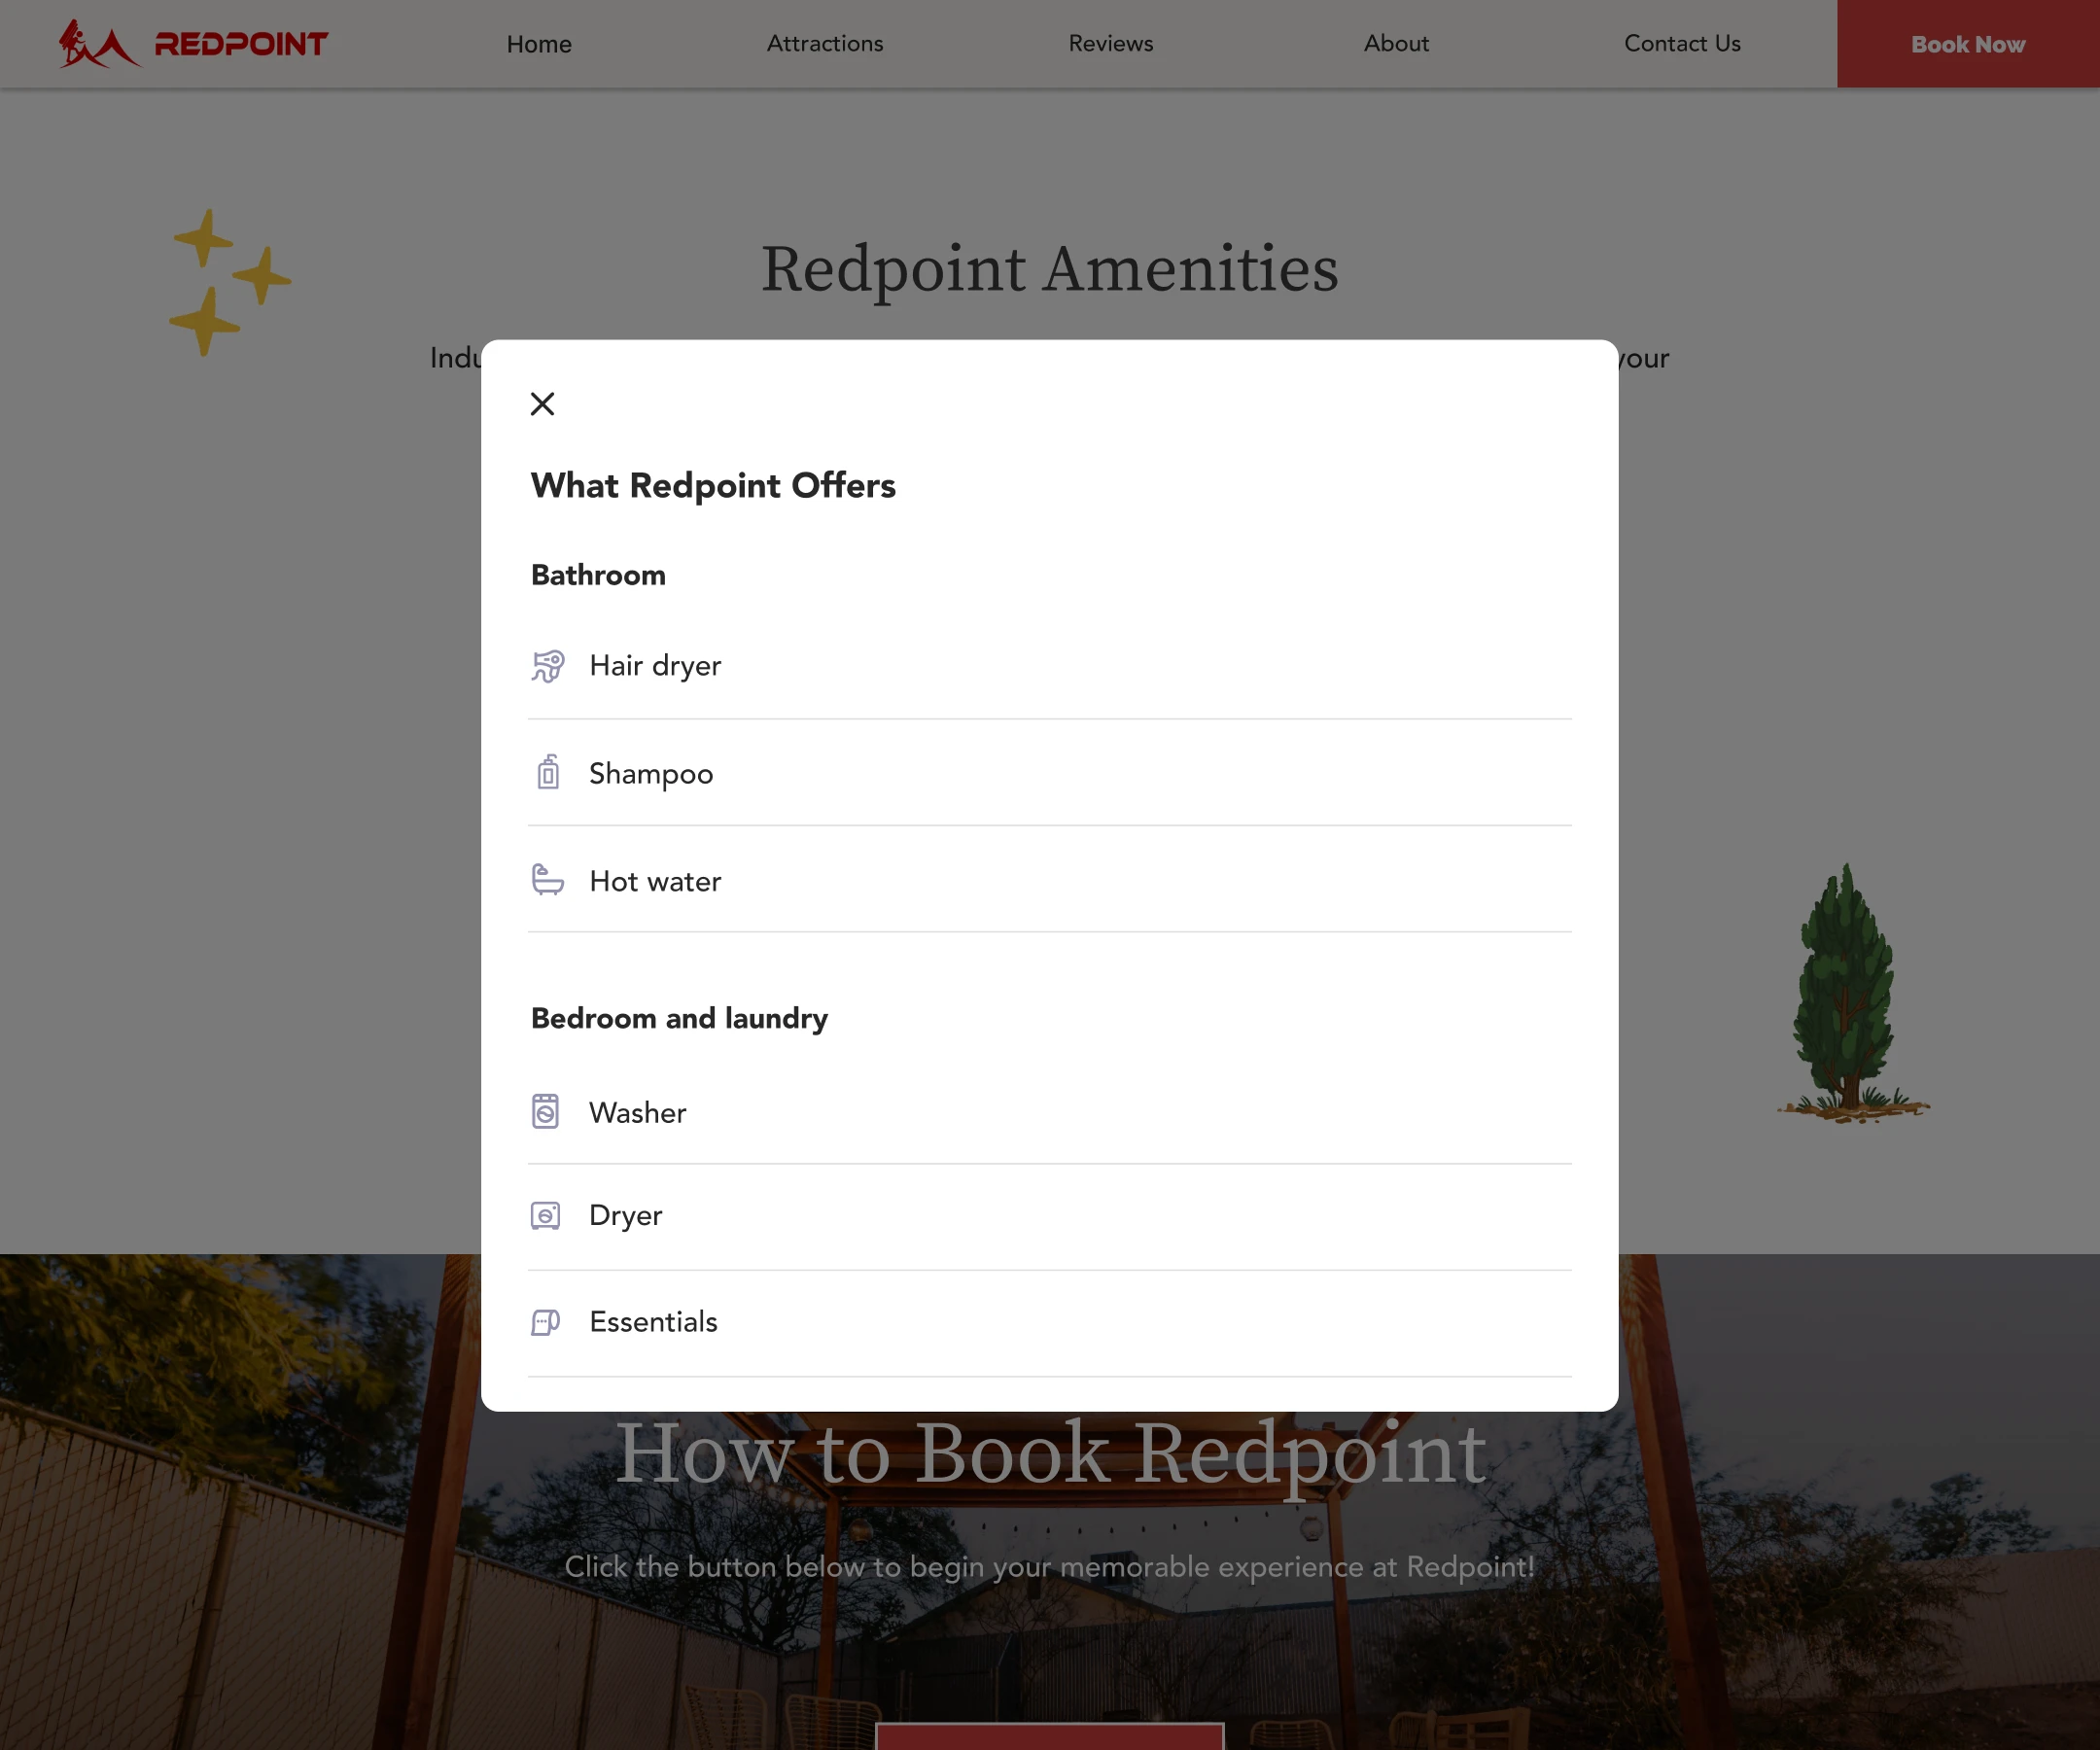 REDPOINT
Home
Attractions
Reviews
About
Contact Us
Book Now
Redpoint Amenities
your
What Redpoint Offers
Bathroom
Hair dryer
Shampoo
Hot water
Bedroom and laundry
Washer
Dryer
Essentials
How to Book Redpoint
Click the button below to begin your memorable experience at Redpoint!